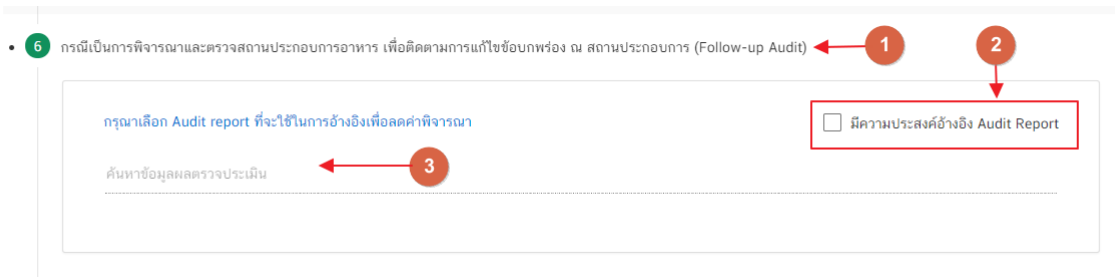 6 กรณีเป็นการพิจารณาและตรวจสถานประกอบการอาหาร เพื่อติดตามการแก้ไขข้อบกพร่อง ณ สถานประกอบการ (Follow-up Audit) 1 2
กรุณาเลือก Audit report ที่จะใช้ในการอ้างอิงเพื่อลดค่าพิจารณา มีความประสงค์อ้างอิง Audit Report
ค้นหาข้อมูลผลตรวจประเมิน 3